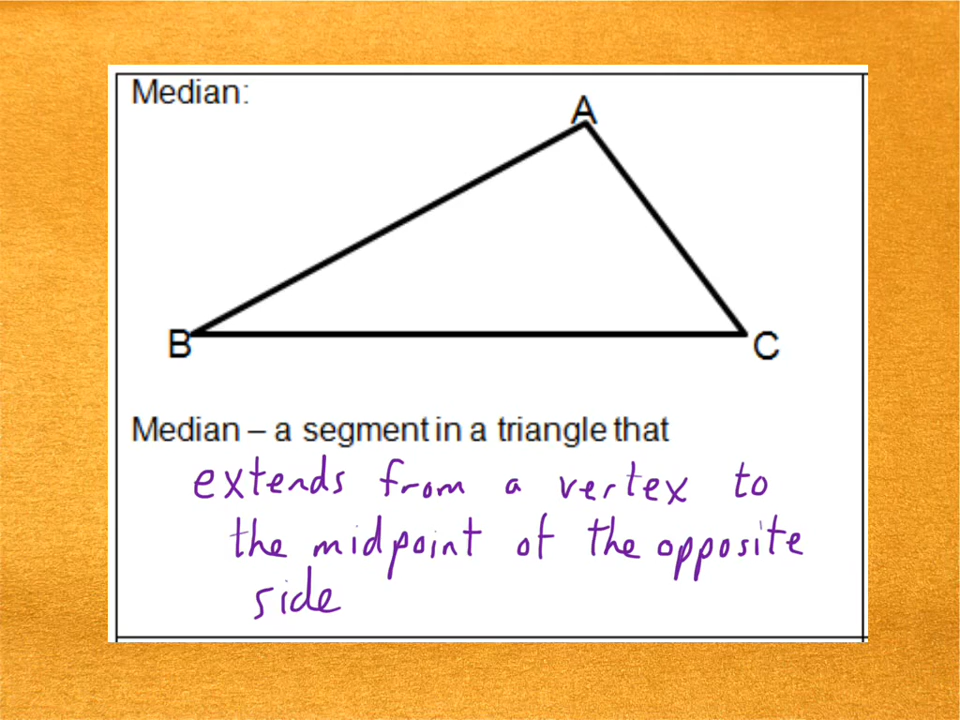 Median:
A
B
C
Median – a segment in a triangle that
extends from a vertex to
the midpoint of the opposite
side